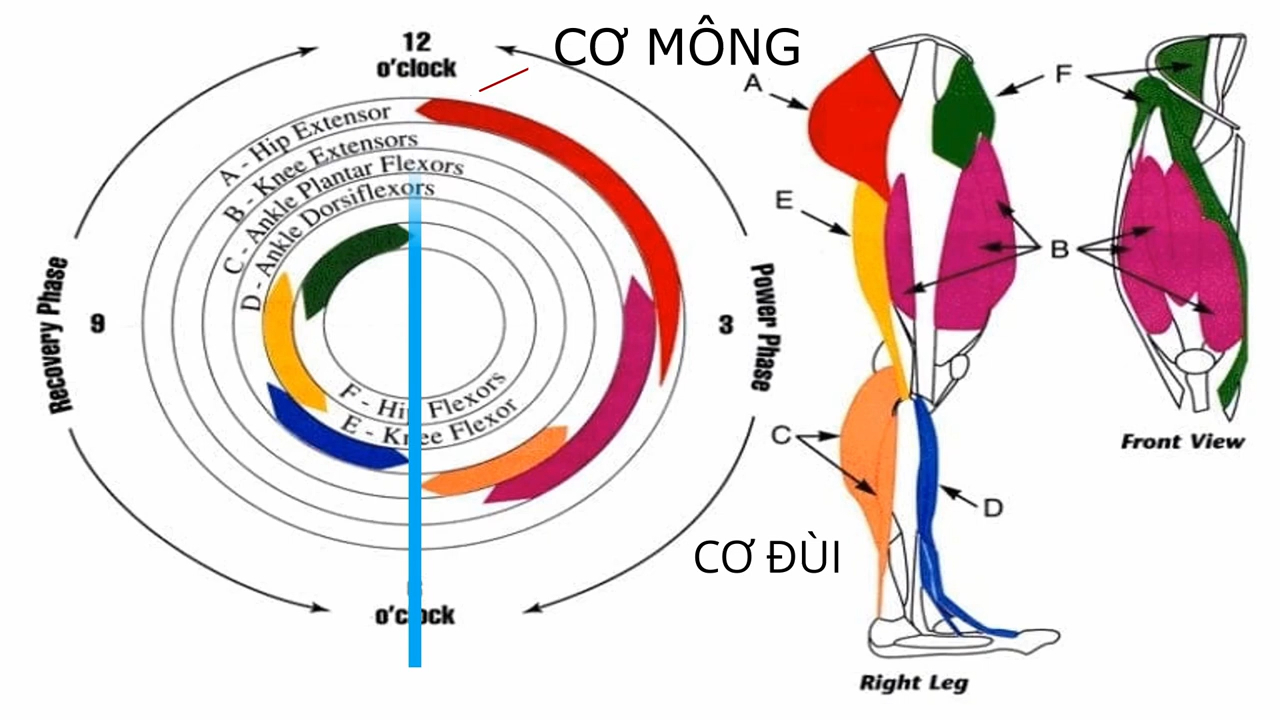 12
o'clock
CƠ MÔNG
A - Hip Extensor
B - Knee Extensors
C - Ankle Plantar Flexors
D - Ankle Dorsiflexors
Recovery Phase
9
3
Power Phase
F - Hip Flexors
E - Knee Flexor
o'clock
A
E
C
F
B
D
CƠ ĐÙI
Front View
Right Leg